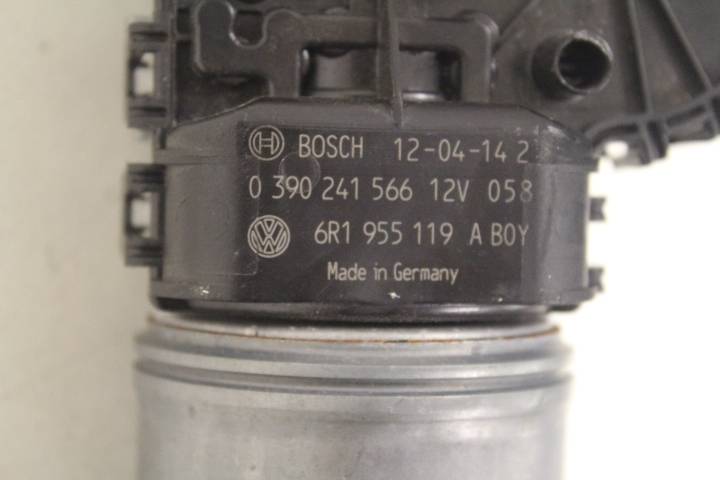 BOSCH 12-04-14 2
0 390 241 566 12V 058
6R1 955 119 A BOY
Made in Germany